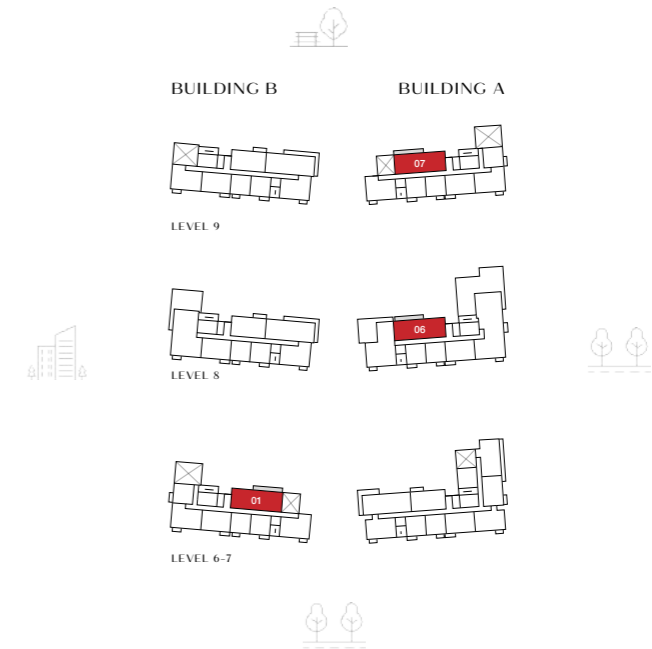 BUILDING B
BUILDING A
07
LEVEL 9
06
LEVEL 8
01
LEVEL 6-7